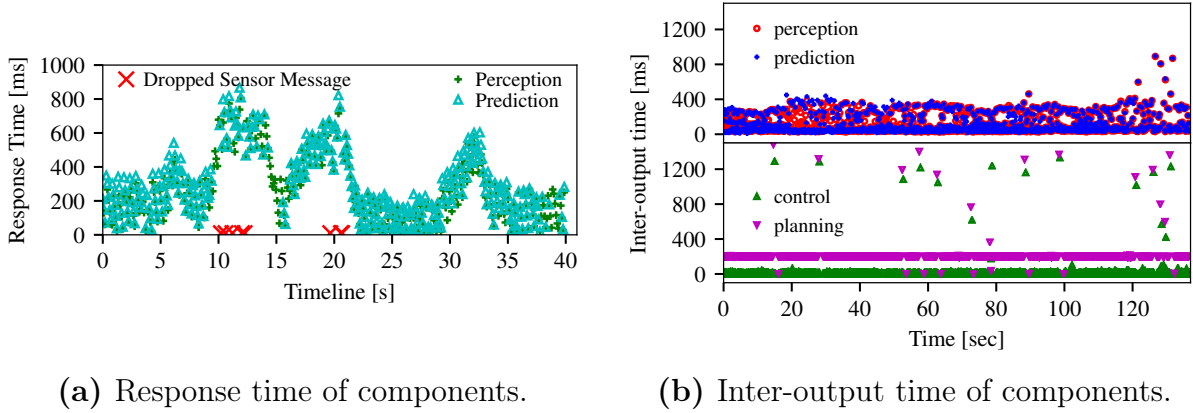 1000
800
600
400
200
0
Response Time [ms]
Dropped Sensor Message
Perception
Prediction
0 5 10 15 20 25 30 35 40
Timeline [s]
(a) Response time of components.
1200
800
400
0
perception
prediction
Inter-output time [ms]
1200
800
400
0
control
planning
0 20 40 60 80 100 120
Time [sec]
(b) Inter-output time of components.